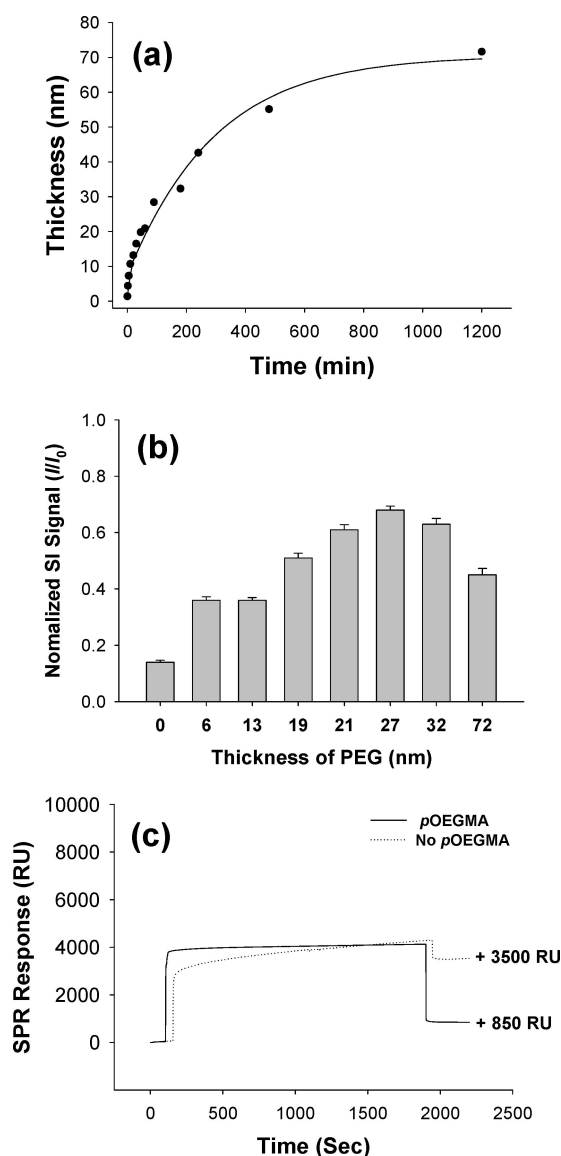 (a)
Thickness (nm)
80
70
60
50
40
30
20
10
0
0 200 400 600 800 1000 1200
Time (min)
(b)
Nomalized SI Signal (I/I0)
1.0
0.8
0.6
0.4
0.2
0.0
0 6 13 19 21 27 32 72
Thickness of PEG (nm)
(c)
SPR Response (RU)
10000
8000
6000
4000
2000
0
pOEGMA
No pOEGMA
+ 3500 RU
+ 850 RU
0 500 1000 1500 2000 2500
Time (Sec)